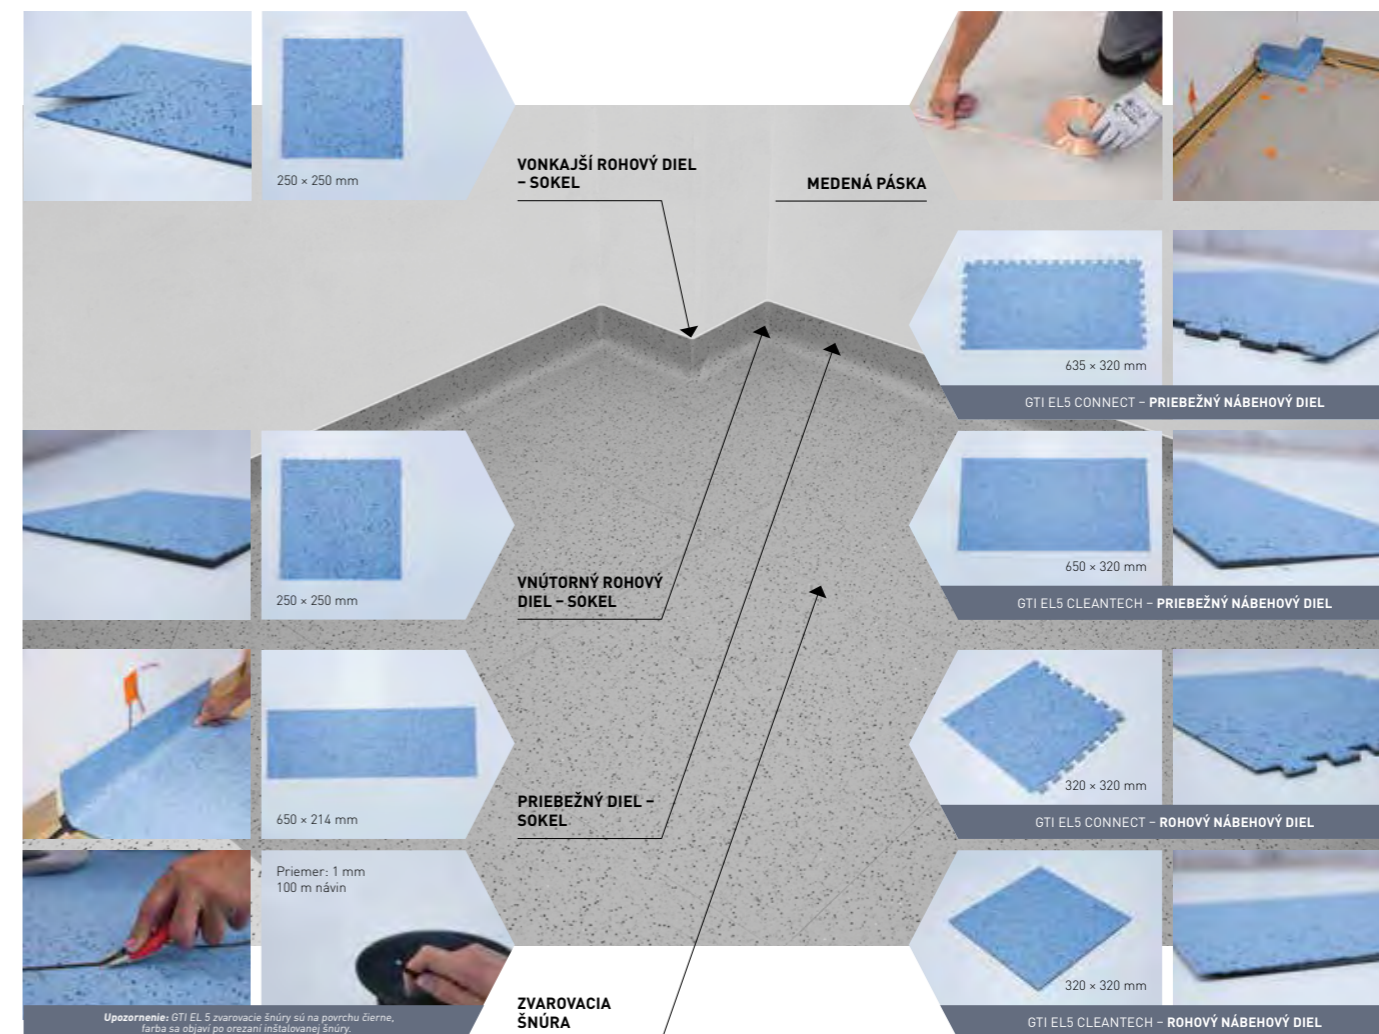 250 × 250 mm
VONKAJŠÍ ROHOVÝ DIEL
– SOKEL
MEDENÁ PÁSKA
635 × 320 mm
GTI EL5 CONNECT – PRIEBEŽNÝ NÁBEHOVÝ DIEL
250 × 250 mm
VNÚTORNÝ ROHOVÝ
DIEL – SOKEL
650 × 320 mm
GTI EL5 CLEANTECH – PRIEBEŽNÝ NÁBEHOVÝ DIEL
650 × 214 mm
PRIEBEŽNÝ DIEL –
SOKEL
320 × 320 mm
GTI EL5 CONNECT – ROHOVÝ NÁBEHOVÝ DIEL
Priemer: 1 mm
100 m návin
Upozornenie: GTI EL 5 zvarovacie šnúry sú na povrchu čierne,
farba sa objaví po orezaní inštalovanej šnúry.
ZVAROVACIA
ŠNÚRA
320 × 320 mm
GTI EL5 CLEANTECH – ROHOVÝ NÁBEHOVÝ DIEL